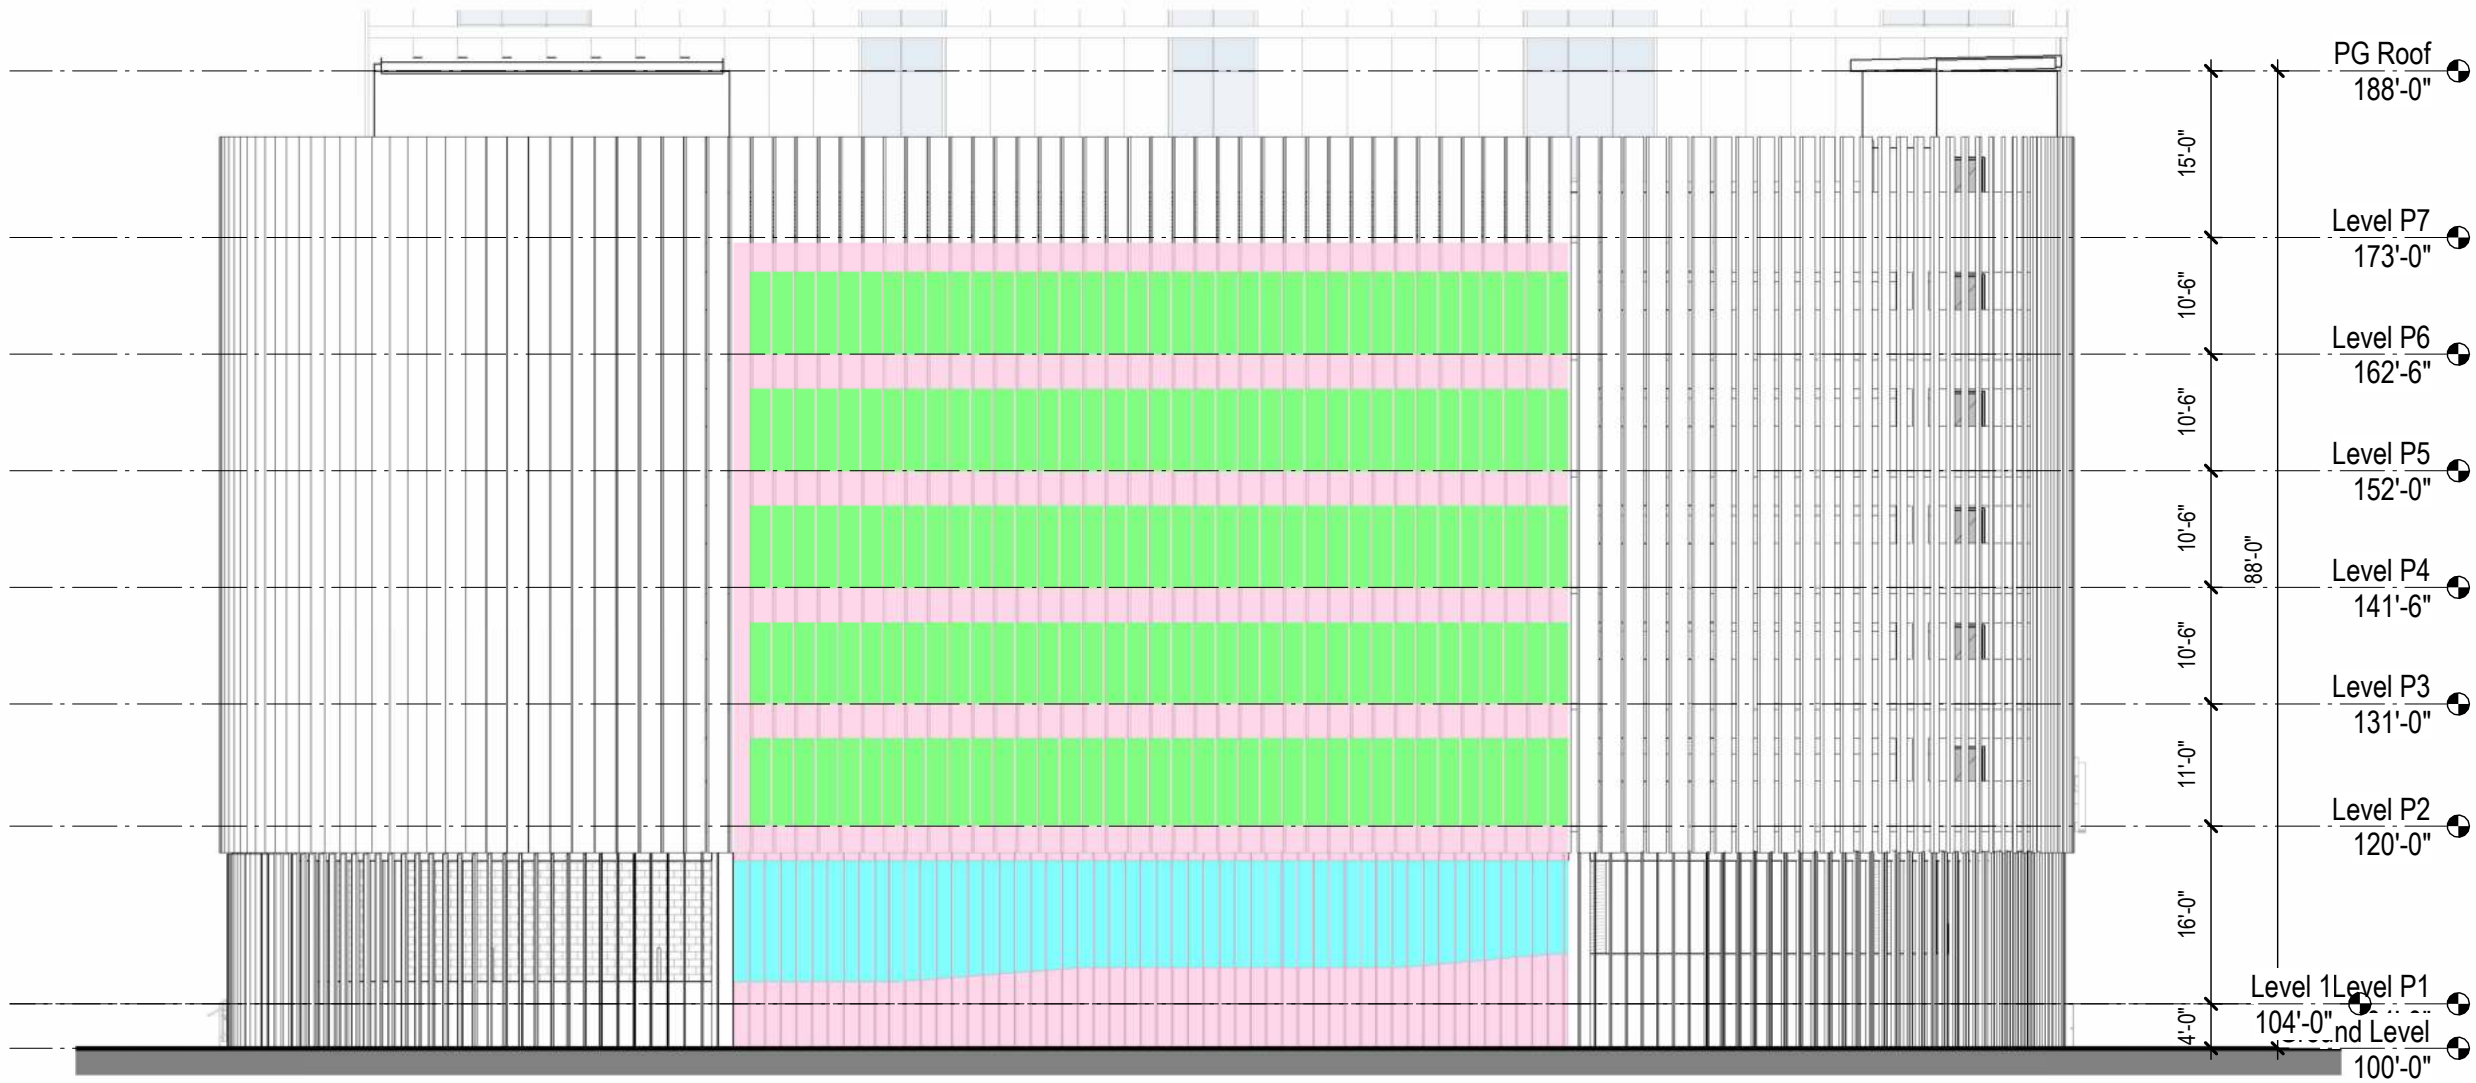 PG Roof
188'-0"
15'-0"
Level P7
173'-0"
10'-6"
Level P6
162'-6"
10'-6"
Level P5
152'-0"
10'-6"
88'-0"
Level P4
141'-6"
10'-6"
Level P3
131'-0"
11'-0"
Level P2
120'-0"
16'-0"
Level 1 Level P1
104'-0"
4'-0"
nd Level
100'-0"